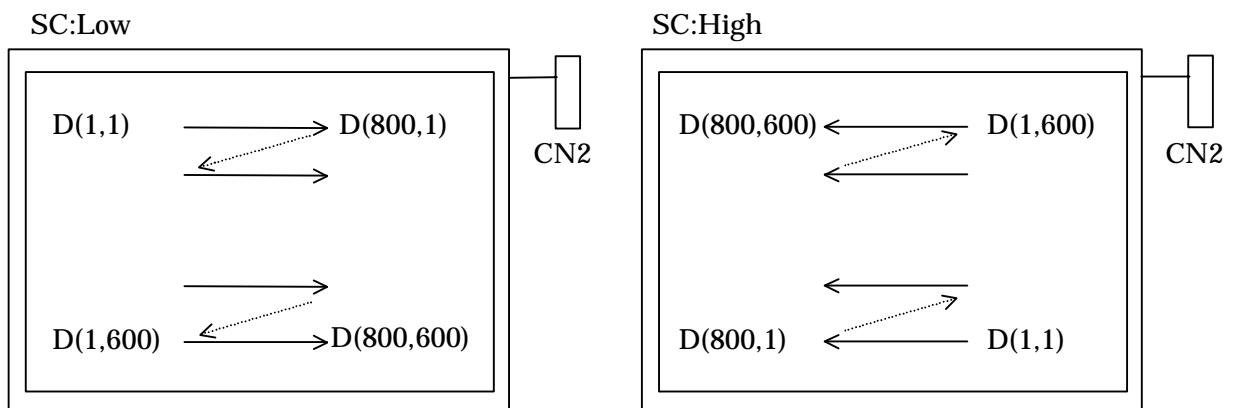 SC:Low
D(1,1) D(800,1)
CN2
D(1,600) D(800,600)
SC:High
D(800,600) D(1,600)
CN2
D(800,1) D(1,1)